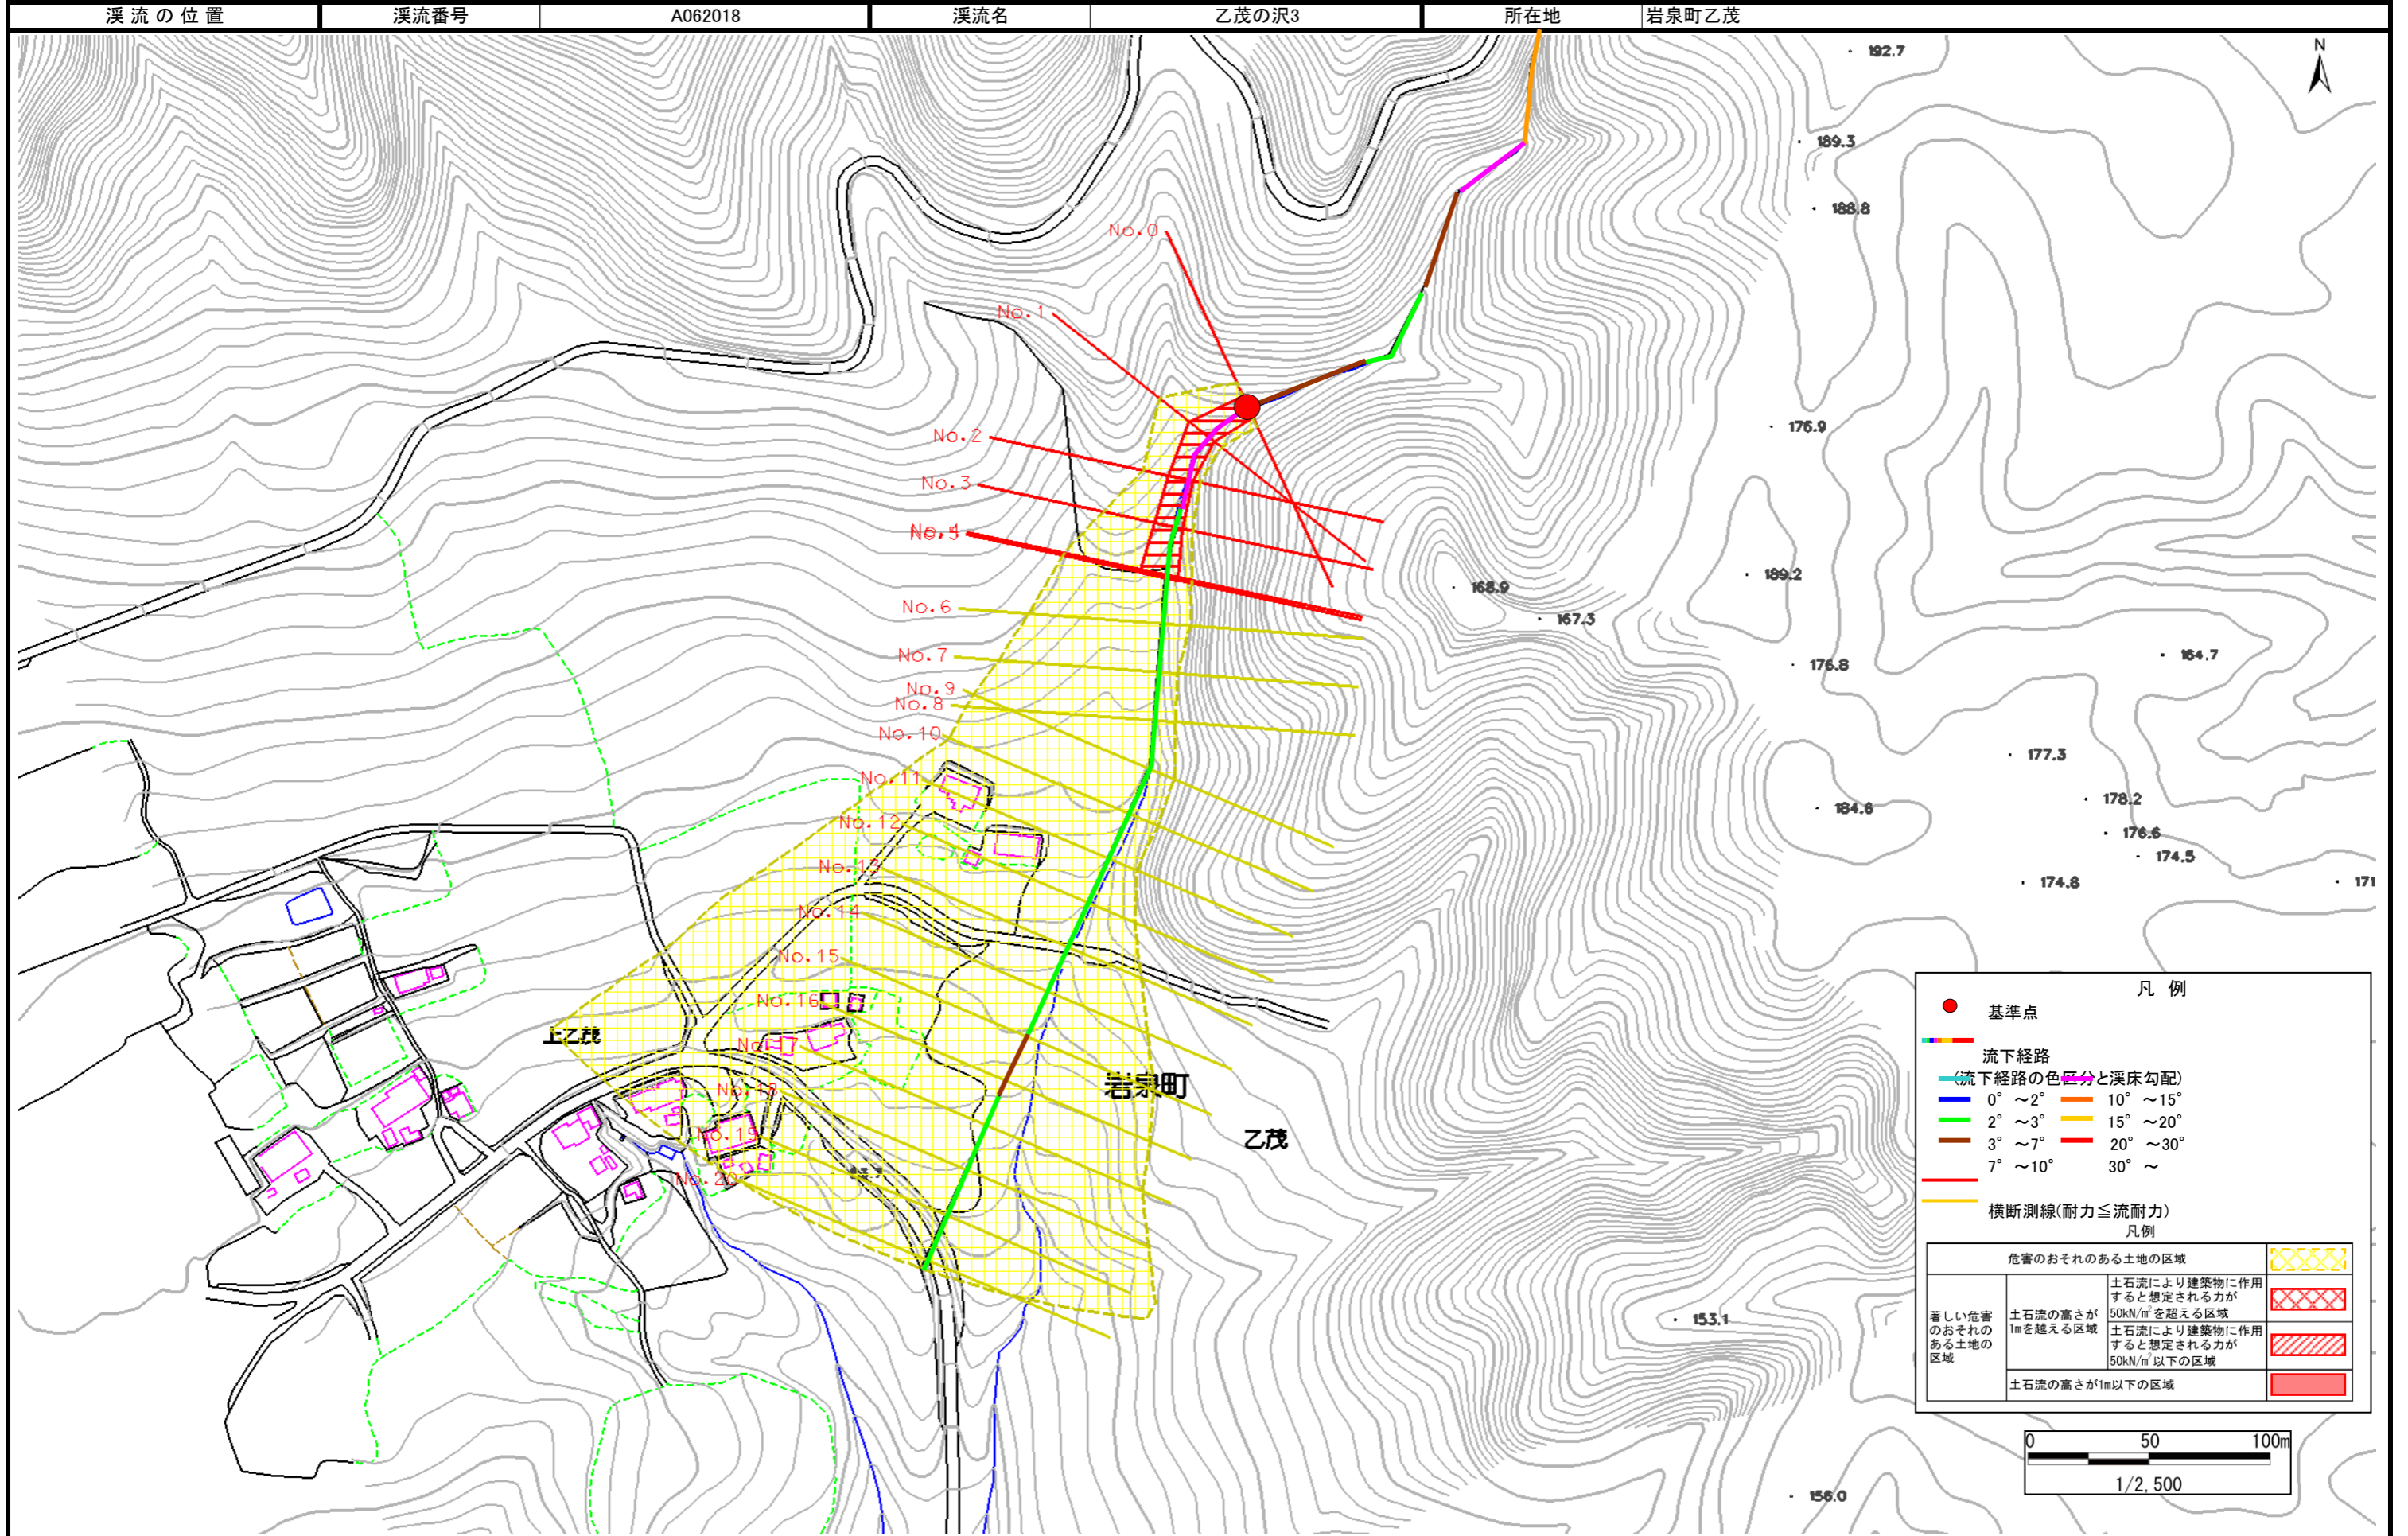 渓流の位置
渓流番号
A062018
渓流名
乙茂の沢3
所在地
岩泉町乙茂
N
192.7
189.3
188.8
No.0
No.1
176.9
No.2
No.3
No.5
189.2
168.9
No.6
167.3
No.7
176.8
164.7
No.9
No.8
No.10
177.3
No.11
178.2
184.6
No.12
176.6
174.5
No.13
174.8
171
No.14
No.15
No.16
上乙茂
No.17
岩泉町
No.18
乙茂
No.19
No.20
153.1
156.0
凡 例
基準点
流下経路
(流下経路の色区分と渓床勾配)
0° ～2° 10° ～15°
2° ～3° 15° ～20°
3° ～7° 20° ～30°
7° ～10° 30° ～
横断測線(耐力≦流耐力)
凡例
危害のおそれのある土地の区域
著しい危害
のおそれの
ある土地の
区域
土石流の高さが
1mを越える区域
土石流により建築物に作用
すると想定される力が
50kN/㎡を超える区域
土石流により建築物に作用
すると想定される力が
50kN/㎡以下の区域
土石流の高さが1m以下の区域
0 50 100m
1/2,500